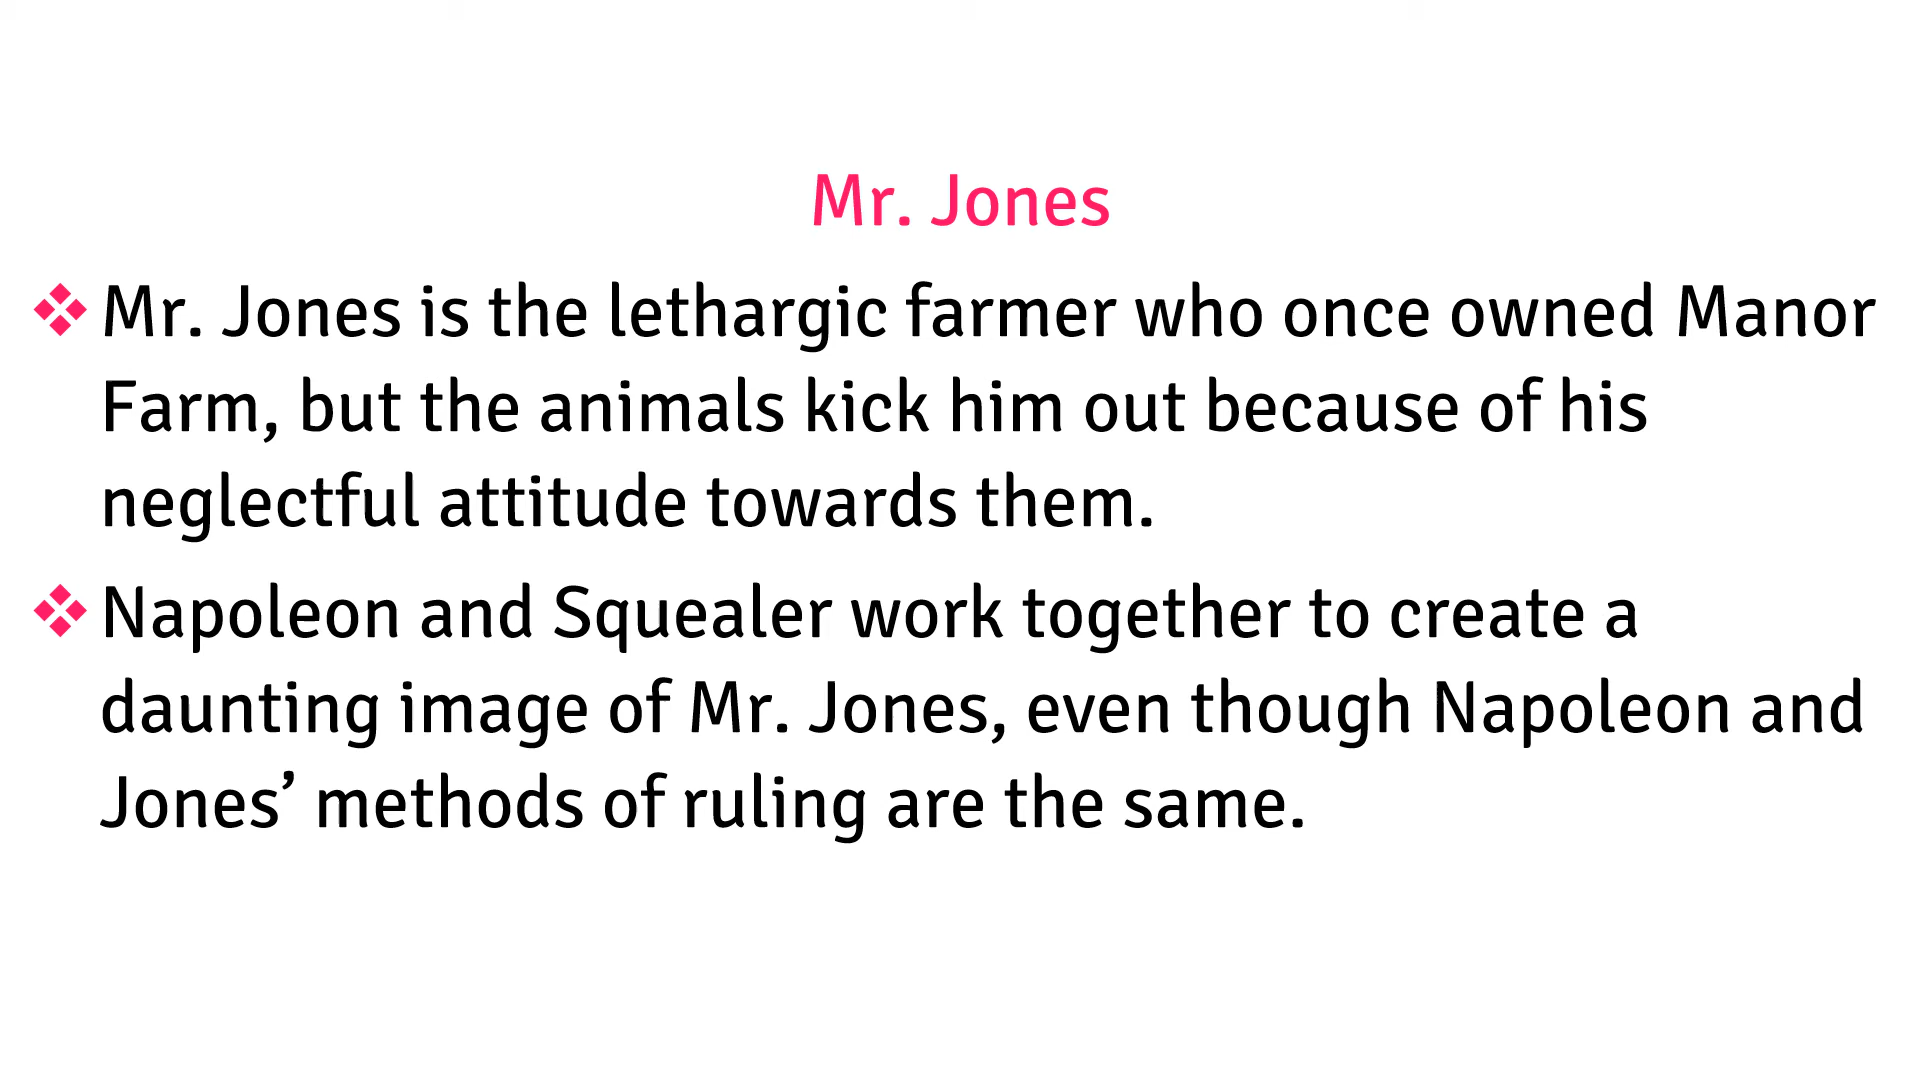 Mr. Jones
❖ Mr. Jones is the lethargic farmer who once owned Manor
Farm, but the animals kick him out because of his
neglectful attitude towards them.
❖ Napoleon and Squealer work together to create a
daunting image of Mr. Jones, even though Napoleon and
Jones’ methods of ruling are the same.